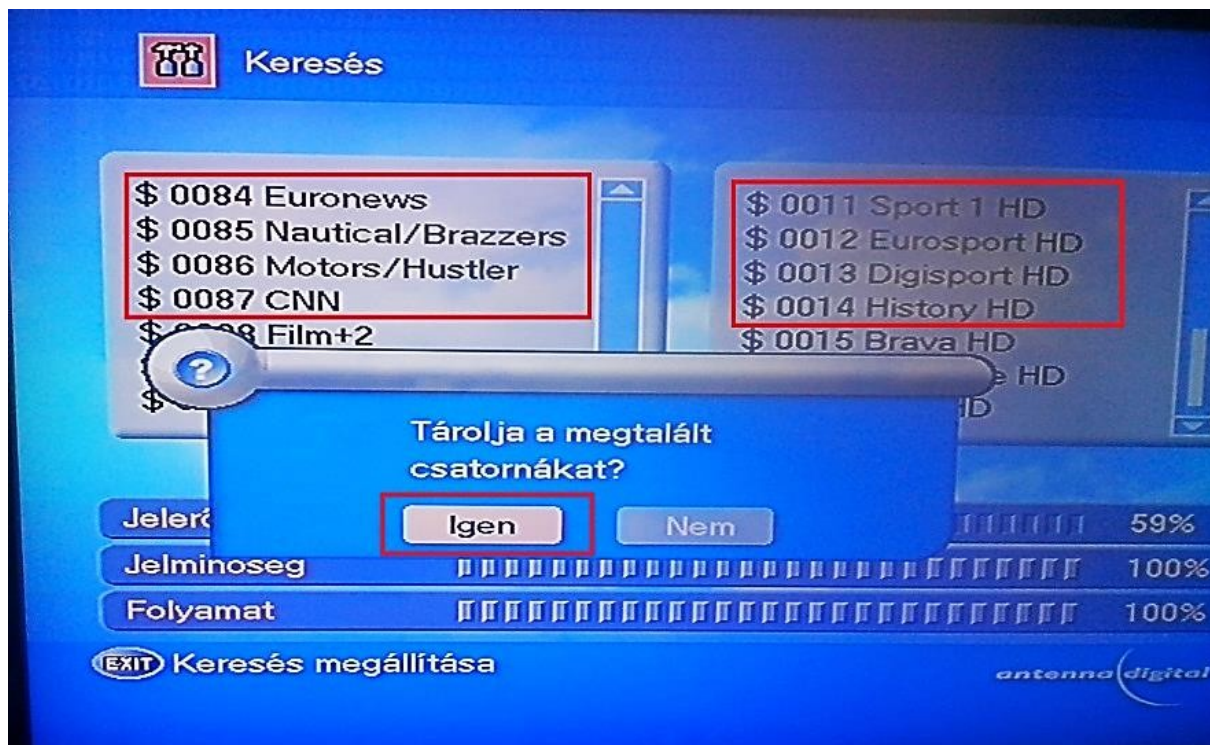 Keresés
$ 0084 Euronews
$ 0085 Nautical/Brazzers
$ 0086 Motors/Hustler
$ 0087 CNN
Film+2
$
$ 0011 Sport 1 HD
$ 0012 Eurosport HD
$ 0013 Digisport HD
$ 0014 History HD
$ 0015 Brava HD
HD
Tárolja a megtalált
csatornákat?
Igen Nem
59%
Jelminoseg 100%
Folyamat 100%
EXIT Keresés megállítása
antenna digital